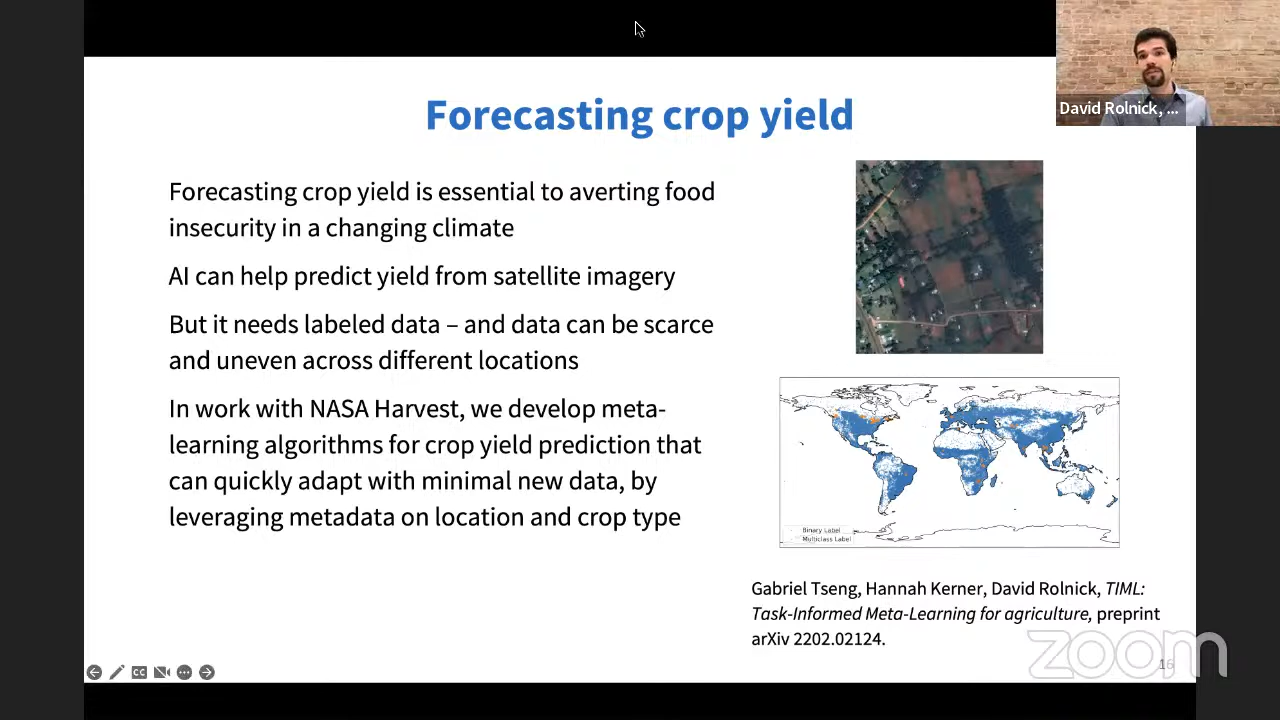 Forecasting crop yield
David Rolnick, ...
Forecasting crop yield is essential to averting food
insecurity in a changing climate
AI can help predict yield from satellite imagery
But it needs labeled data – and data can be scarce
and uneven across different locations
In work with NASA Harvest, we develop meta-
learning algorithms for crop yield prediction that
can quickly adapt with minimal new data, by
leveraging metadata on location and crop type
Binary Label
Multiclass Label
Gabriel Tseng, Hannah Kerner, David Rolnick, TIML:
Task-Informed Meta-Learning for agriculture, preprint
arXiv 2202.02124.
zoom
16
CC